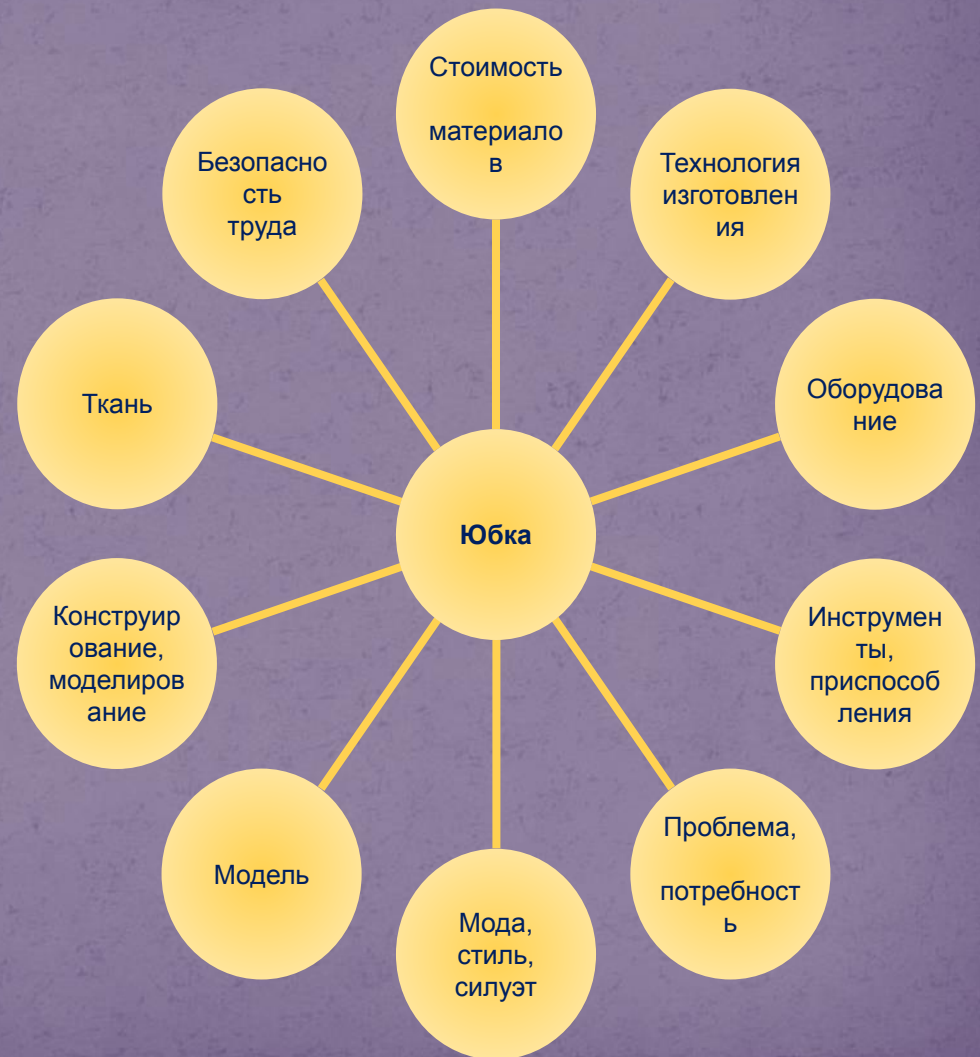 Стоимость
материало
в
Технология
изготовлен
ия
Оборудова
ние
Инструмен
ты,
приспособ
ления
Проблема,
потребност
ь
Мода,
стиль,
силуэт
Модель
Конструир
ование,
моделиров
ание
Ткань
Безопасно
сть
труда
Юбка